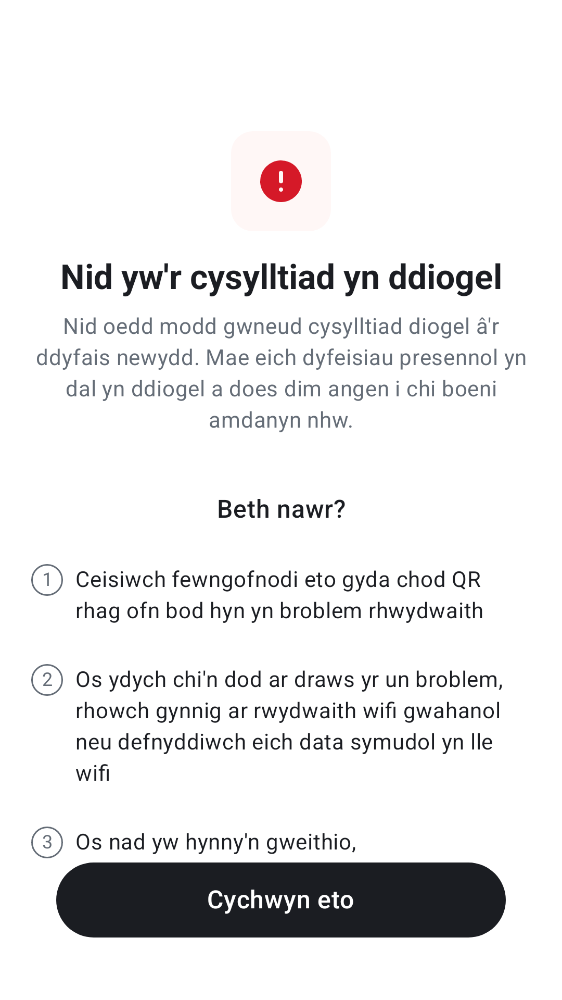 Nid yw'r cysylltiad yn ddiogel
Nid oedd modd gwneud cysylltiad diogel â'r
ddyfais newydd. Mae eich dyfeisiau presennol yn
dal yn ddiogel a does dim angen i chi boeni
amdanyn nhw.
Beth nawr?
1 Ceisiwch fewngofnodi eto gyda chod QR
rhag ofn bod hyn yn broblem rhwydwaith
2 Os ydych chi'n dod ar draws yr un broblem,
rhowch gynnig ar rwydwaith wifi gwahanol
neu defnyddiwch eich data symudol yn lle
wifi
3 Os nad yw hynny'n gweithio,
Cychwyn eto